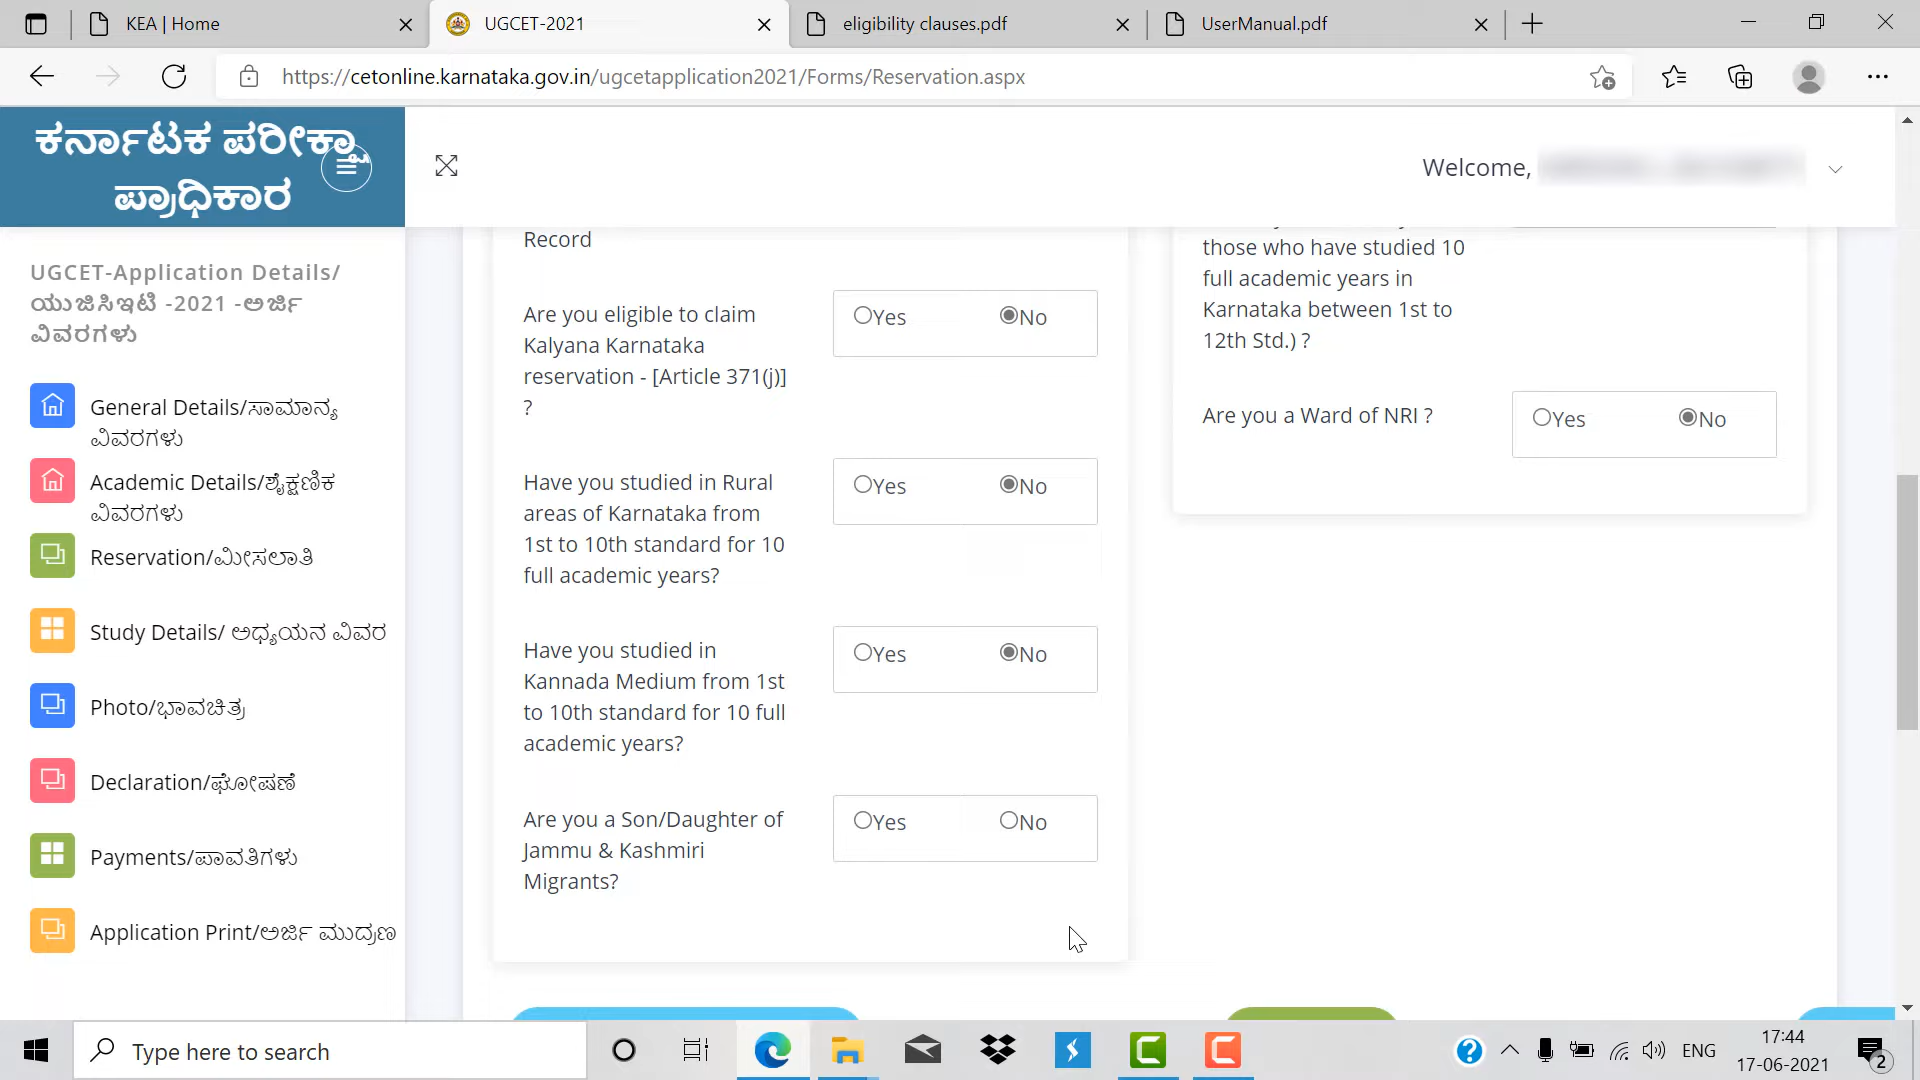 KEA | Home
UGCET-2021
eligibility clauses.pdf
UserManual.pdf
https://cetonline.karnataka.gov.in/ugcetapplication2021/Forms/Reservation.aspx
ಕರ್ನಾಟಕ ಪರೀಕ್ಷಾ
ಪ್ರಾಧಿಕಾರ
Welcome,
UGCET-Application Details/
ಯುಜಿಸಿಇಟಿ -2021 -ಅರ್ಜಿ
ವಿವರಗಳು
General Details/ಸಾಮಾನ್ಯ
ವಿವರಗಳು
Academic Details/ಶೈಕ್ಷಣಿಕ
ವಿವರಗಳು
Reservation/ಮೀಸಲಾತಿ
Study Details/ ಅಧ್ಯಯನ ವಿವರ
Photo/ಭಾವಚಿತ್ರ
Declaration/ಘೋಷಣೆ
Payments/ಪಾವತಿಗಳು
Application Print/ಅರ್ಜಿ ಮುದ್ರಣ
Record
Are you eligible to claim
Kalyana Karnataka
reservation - [Article 371(j)]
?
Yes No
Have you studied in Rural
areas of Karnataka from
1st to 10th standard for 10
full academic years?
Yes No
Have you studied in
Kannada Medium from 1st
to 10th standard for 10 full
academic years?
Yes No
Are you a Son/Daughter of
Jammu & Kashmiri
Migrants?
Yes No
those who have studied 10
full academic years in
Karnataka between 1st to
12th Std.) ?
Are you a Ward of NRI ?
Yes No
Type here to search
ENG
17:44
17-06-2021
2